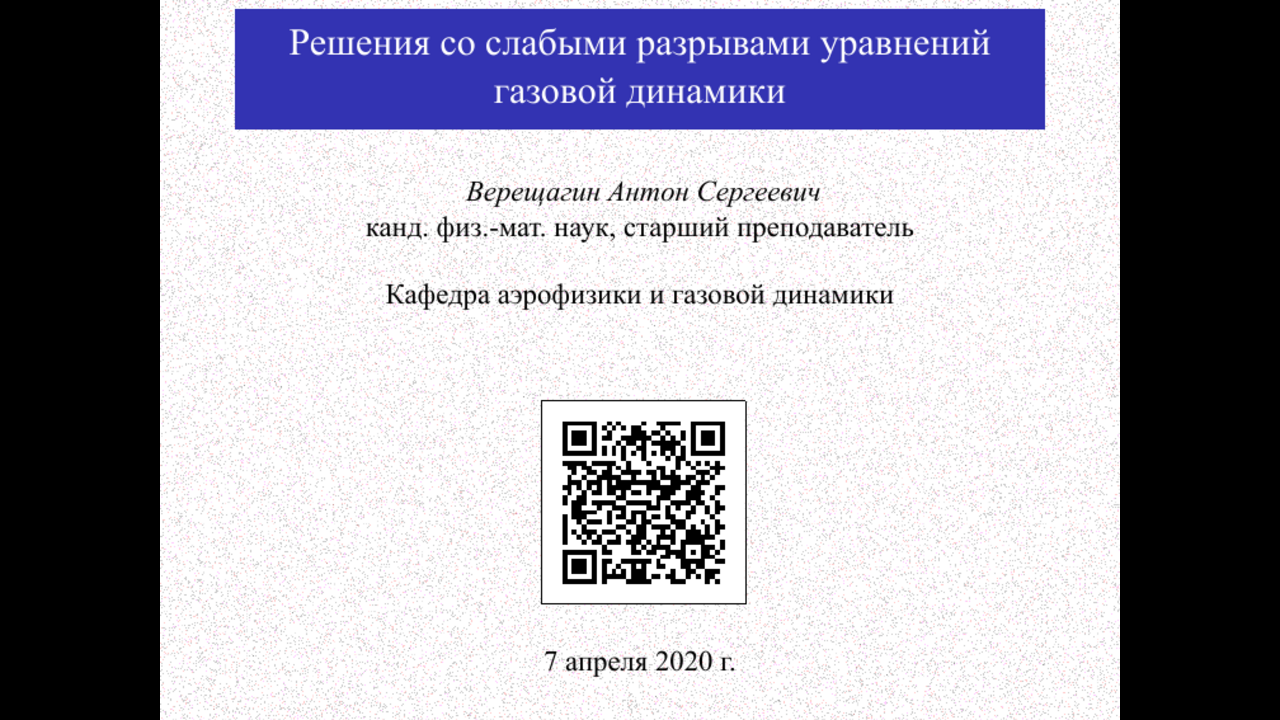 Решения со слабыми разрывами уравнений
газовой динамики
Верещагин Антон Сергеевич
канд. физ.-мат. наук, старший преподаватель
Кафедра аэрофизики и газовой динамики
7 апреля 2020 г.